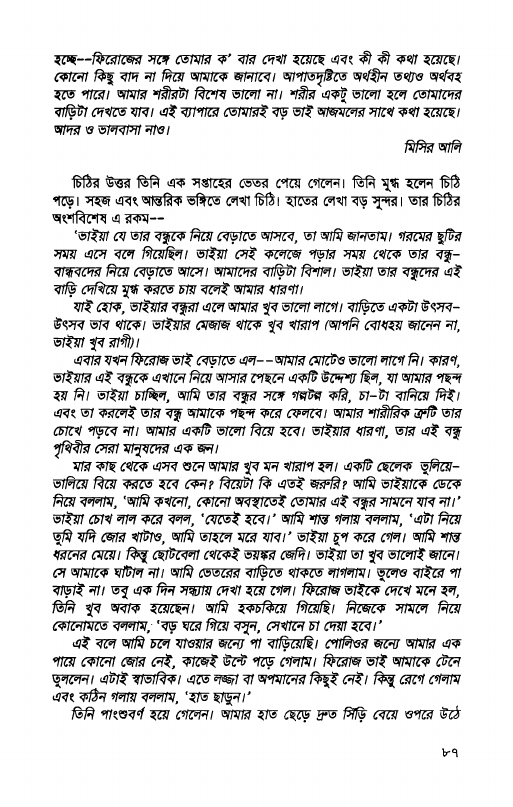 হচ্ছে--ফিরোজের সঙ্গে তোমার ক’ বার দেখা হয়েছে এবং কী কী কথা হয়েছে।
কোনো কিছু বাদ না দিয়ে আমাকে জানাবে। আপাতদৃষ্টিতে অর্থহীন তথ্যও অর্থবহ
হতে পারে। আমার শরীরটা বিশেষ ভালো না। শরীর একটু ভালো হলে তোমাদের
বাড়িটা দেখতে যাব। এই ব্যাপারে তোমারই বড় ভাই আজমলের সাথে কথা হয়েছে।
আদর ও ভালবাসা নাও।
মিসির আলি
চিঠির উত্তর তিনি এক সপ্তাহের ভেতর পেয়ে গেলেন। তিনি মুগ্ধ হলেন চিঠি
পড়ে। সহজ এবং আন্তরিক ভঙ্গিতে লেখা চিঠি। হাতের লেখা বড় সুন্দর। তার চিঠির
অংশবিশেষ এ রকম--
‘ভাইয়া যে তার বন্ধুকে নিয়ে বেড়াতে আসবে, তা আমি জানতাম। গরমের ছুটির
সময় এসে বলে গিয়েছিল। ভাইয়া সেই কলেজে পড়ার সময় থেকে তার বন্ধু-
বান্ধবদের নিয়ে বেড়াতে আসে। আমাদের বাড়িটা বিশাল। ভাইয়া তার বন্ধুদের এই
বাড়ি দেখিয়ে মুগ্ধ করতে চায় বলেই আমার ধারণা।
যাই হোক, ভাইয়ার বন্ধুরা এলে আমার খুব ভালো লাগে। বাড়িতে একটা উৎসব-
উৎসব ভাব থাকে। ভাইয়ার মেজাজ থাকে খুব খারাপ (আপনি বোধহয় জানেন না,
ভাইয়া খুব রাগী)।
এবার যখন ফিরোজ ভাই বেড়াতে এল--আমার মোটেও ভালো লাগে নি। কারণ,
ভাইয়ার এই বন্ধুকে এখানে নিয়ে আসার পেছনে একটি উদ্দেশ্য ছিল, যা আমার পছন্দ
হয় নি। ভাইয়া চাচ্ছিল, আমি তার বন্ধুর সঙ্গে গল্পটল্প করি, চা-টা বানিয়ে দিই।
এবং তা করলেই তার বন্ধু আমাকে পছন্দ করে ফেলবে। আমার শারীরিক ত্রুটি তার
চোখে পড়বে না। আমার একটি ভালো বিয়ে হবে। ভাইয়ার ধারণা, তার এই বন্ধু
পৃথিবীর সেরা মানুষদের এক জন।
মার কাছ থেকে এসব শুনে আমার খুব মন খারাপ হল। একটি ছেলেকে ভুলিয়ে-
ভালিয়ে বিয়ে করতে হবে কেন? বিয়েটা কি এতই জরুরি? আমি ভাইয়াকে ডেকে
নিয়ে বললাম, ‘আমি কখনো, কোনো অবস্থাতেই তোমার এই বন্ধুর সামনে যাব না।’
ভাইয়া চোখ লাল করে বলল, ‘যেতেই হবে।’ আমি শান্ত গলায় বললাম, ‘এটা নিয়ে
তুমি যদি জোর খাটাও, আমি তাহলে মরে যাব।’ ভাইয়া চুপ করে গেল। আমি শান্ত
ধরনের মেয়ে। কিন্তু ছোটবেলা থেকেই ভয়ঙ্কর জেদি। ভাইয়া তা খুব ভালোই জানে।
সে আমাকে ঘাঁটাল না। আমি ভেতরের বাড়িতে থাকতে লাগলাম। ভুলেও বাইরে পা
বাড়াই না। তবু এক দিন সন্ধ্যায় দেখা হয়ে গেল। ফিরোজ ভাইকে দেখে মনে হল,
তিনি খুব অবাক হয়েছেন। আমি হকচকিয়ে গিয়েছি। নিজেকে সামলে নিয়ে
কোনোমতে বললাম, ‘বড় ঘরে গিয়ে বসুন, সেখানে চা দেয়া হবে।’
এই বলে আমি চলে যাওয়ার জন্যে পা বাড়িয়েছি। পোলিওর জন্যে আমার এক
পায়ে কোনো জোর নেই, কাজেই উল্টে পড়ে গেলাম। ফিরোজ ভাই আমাকে টেনে
তুললেন। এটাই স্বাভাবিক। এতে লজ্জা বা অপমানের কিছুই নেই। কিন্তু রেগে গেলাম
এবং কঠিন গলায় বললাম, ‘হাত ছাড়ুন।’
তিনি পাংশুবর্ণ হয়ে গেলেন। আমার হাত ছেড়ে দ্রুত সিঁড়ি বেয়ে ওপরে উঠে
৮৭